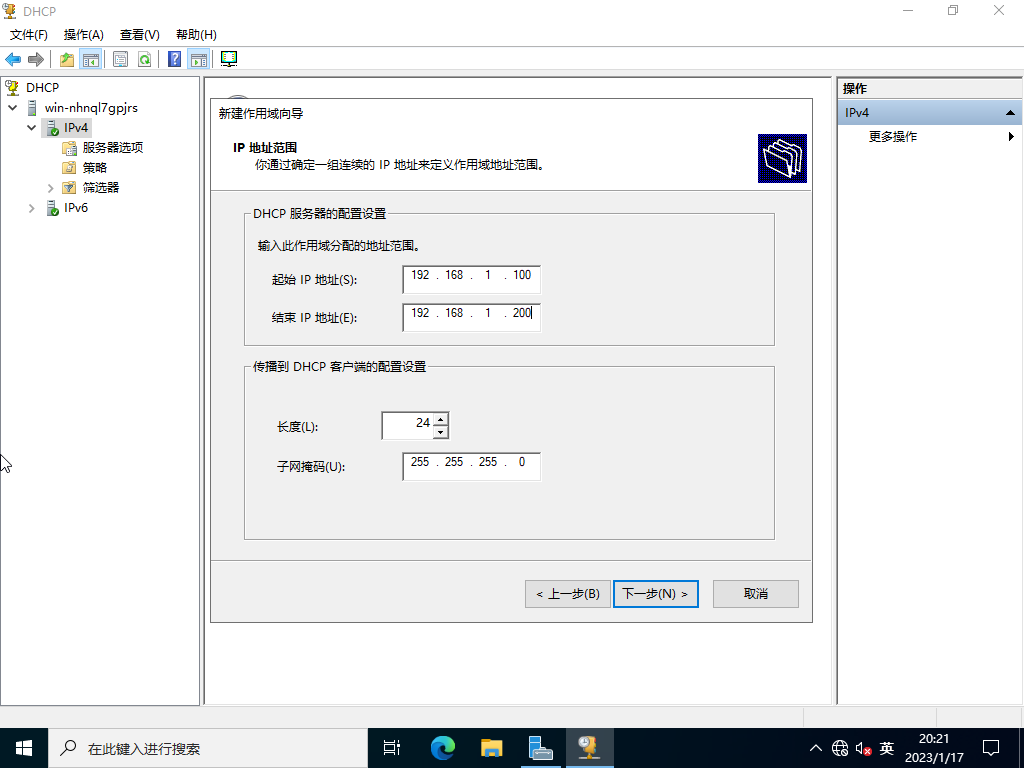 DHCP
文件(F) 操作(A) 查看(V) 帮助(H)
DHCP
win-nhnql7gpjrs
IPv4
服务器选项
策略
筛选器
IPv6
新建作用域向导
IP 地址范围
你通过确定一组连续的 IP 地址来定义作用域地址范围。
DHCP 服务器的配置设置
输入此作用域分配的地址范围。
起始 IP 地址(S): 192 . 168 . 1 . 100
结束 IP 地址(E): 192 . 168 . 1 . 200
传播到 DHCP 客户端的配置设置
长度(L): 24
子网掩码(U): 255 . 255 . 255 . 0
< 上一步(B) 下一步(N) > 取消
操作
IPv4
更多操作
在此键入进行搜索
英
20:21
2023/1/17